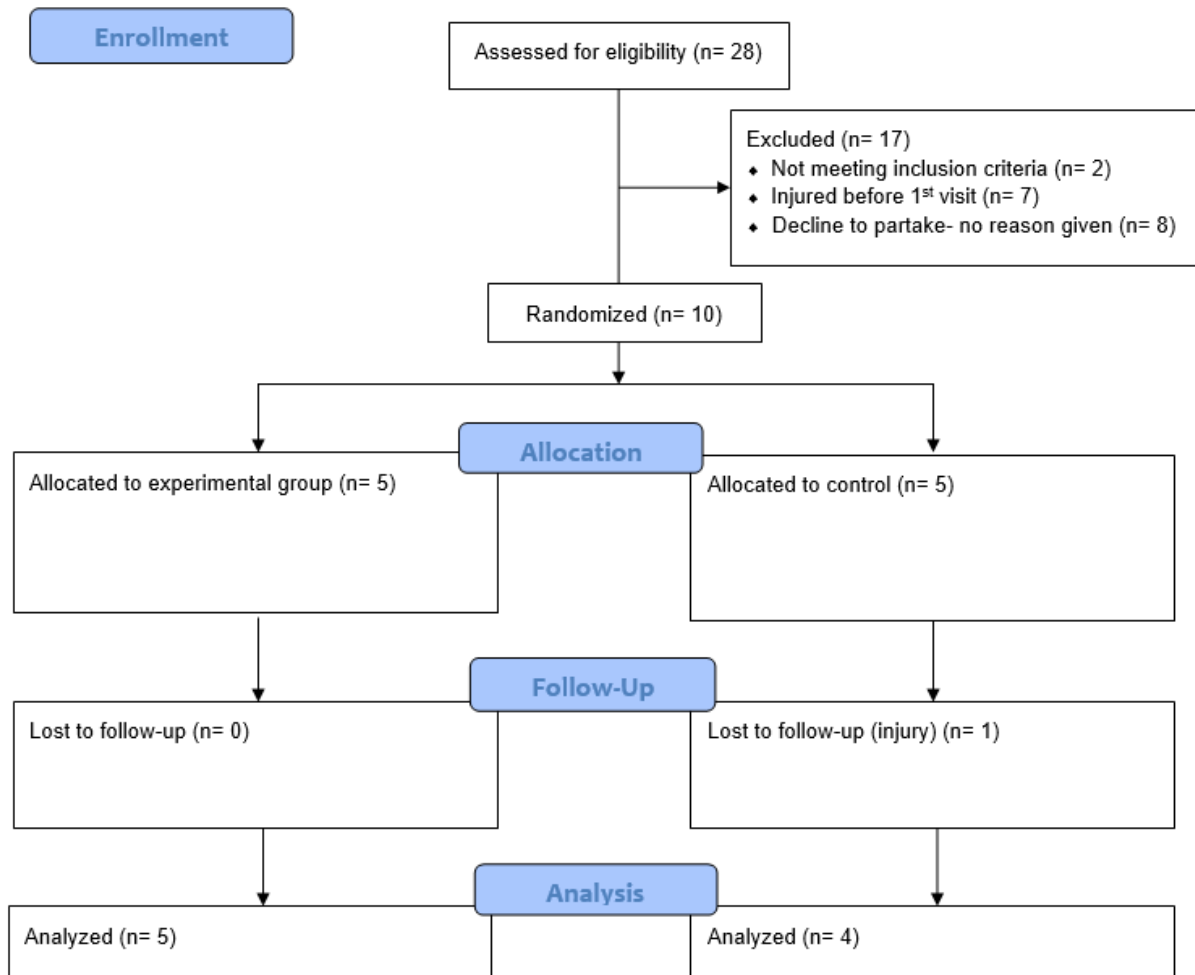 Enrollment
Assessed for eligibility (n= 28)
Excluded (n= 17)
⬥ Not meeting inclusion criteria (n= 2)
⬥ Injured before 1st visit (n= 7)
⬥ Decline to partake- no reason given (n= 8)
Randomized (n= 10)
Allocation
Allocated to experimental group (n= 5)
Allocated to control (n= 5)
Follow-Up
Lost to follow-up (n= 0)
Lost to follow-up (injury) (n= 1)
Analysis
Analyzed (n= 5)
Analyzed (n= 4)